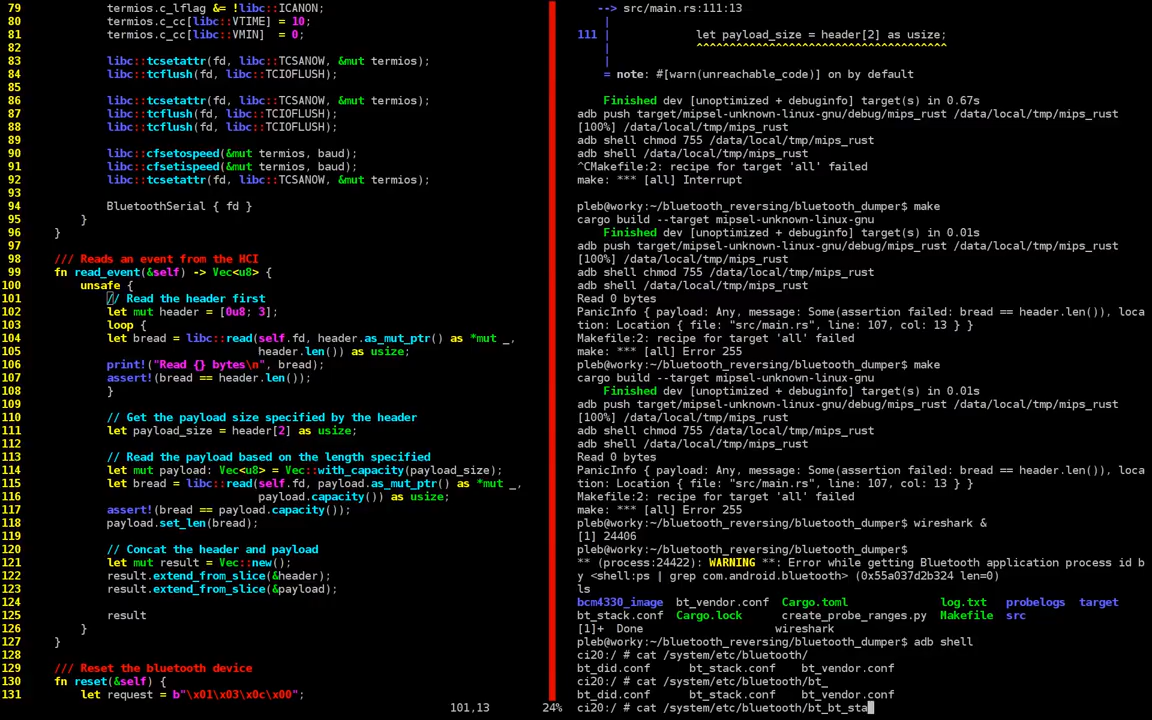 79         termios.c_lflag &= !libc::ICANON;
80         termios.c_cc[libc::VTIME] = 10;
81         termios.c_cc[libc::VMIN]  = 0;
82
83         libc::tcsetattr(fd, libc::TCSANOW, &mut termios);
84         libc::tcflush(fd, libc::TCIOFLUSH);
85
86         libc::tcsetattr(fd, libc::TCSANOW, &mut termios);
87         libc::tcflush(fd, libc::TCIOFLUSH);
88         libc::tcflush(fd, libc::TCIOFLUSH);
89
90         libc::cfsetospeed(&mut termios, baud);
91         libc::cfsetispeed(&mut termios, baud);
92         libc::tcsetattr(fd, libc::TCSANOW, &mut termios);
93
94         BluetoothSerial { fd }
95     }
96 }
97
98 /// Reads an event from the HCI
99 fn read_event(&self) -> Vec<u8> {
100     unsafe {
101         // Read the header first
102         let mut header = [0u8; 3];
103         loop {
104         let bread = libc::read(self.fd, header.as_mut_ptr() as *mut _,
105                                header.len()) as usize;
106         print!("Read {} bytes\n", bread);
107         assert!(bread == header.len());
108         }
109
110         // Get the payload size specified by the header
111         let payload_size = header[2] as usize;
112
113         // Read the payload based on the length specified
114         let mut payload: Vec<u8> = Vec::with_capacity(payload_size);
115         let bread = libc::read(self.fd, payload.as_mut_ptr() as *mut _,
116                                payload.capacity()) as usize;
117         assert!(bread == payload.capacity());
118         payload.set_len(bread);
119
120         // Concat the header and payload
121         let mut result = Vec::new();
122         result.extend_from_slice(&header);
123         result.extend_from_slice(&payload);
124
125         result
126     }
127 }
128
129 /// Reset the bluetooth device
130 fn reset(&self) {
131     let request = b"\x01\x03\x0c\x00";
101,13 24%
--> src/main.rs:111:13
|
111 |             let payload_size = header[2] as usize;
|             ^^^^^^^^^^^^^^^^^^^^^^^^^^^^^^^^^^^^^^
|
= note: #[warn(unreachable_code)] on by default

Finished dev [unoptimized + debuginfo] target(s) in 0.67s
adb push target/mipsel-unknown-linux-gnu/debug/mips_rust /data/local/tmp/mips_rust
[100%] /data/local/tmp/mips_rust
adb shell chmod 755 /data/local/tmp/mips_rust
adb shell /data/local/tmp/mips_rust
^CMakefile:2: recipe for target 'all' failed
make: *** [all] Interrupt

pleb@worky:~/bluetooth_reversing/bluetooth_dumper$ make
cargo build --target mipsel-unknown-linux-gnu
Finished dev [unoptimized + debuginfo] target(s) in 0.01s
adb push target/mipsel-unknown-linux-gnu/debug/mips_rust /data/local/tmp/mips_rust
[100%] /data/local/tmp/mips_rust
adb shell chmod 755 /data/local/tmp/mips_rust
adb shell /data/local/tmp/mips_rust
Read 0 bytes
PanicInfo { payload: Any, message: Some(assertion failed: bread == header.len()), loca
tion: Location { file: "src/main.rs", line: 107, col: 13 } }
Makefile:2: recipe for target 'all' failed
make: *** [all] Error 255
pleb@worky:~/bluetooth_reversing/bluetooth_dumper$ make
cargo build --target mipsel-unknown-linux-gnu
Finished dev [unoptimized + debuginfo] target(s) in 0.01s
adb push target/mipsel-unknown-linux-gnu/debug/mips_rust /data/local/tmp/mips_rust
[100%] /data/local/tmp/mips_rust
adb shell chmod 755 /data/local/tmp/mips_rust
adb shell /data/local/tmp/mips_rust
Read 0 bytes
PanicInfo { payload: Any, message: Some(assertion failed: bread == header.len()), loca
tion: Location { file: "src/main.rs", line: 107, col: 13 } }
Makefile:2: recipe for target 'all' failed
make: *** [all] Error 255
pleb@worky:~/bluetooth_reversing/bluetooth_dumper$ wireshark &
[1] 24406
pleb@worky:~/bluetooth_reversing/bluetooth_dumper$
** (process:24422): WARNING **: Error while getting Bluetooth application process id b
y <shell:ps | grep com.android.bluetooth> (0x55a037d2b324 len=0)
ls
bcm4330_image  bt_vendor.conf  Cargo.toml              log.txt   probelogs  target
bt_stack.conf  Cargo.lock      create_probe_ranges.py  Makefile  src
[1]+  Done                    wireshark
pleb@worky:~/bluetooth_reversing/bluetooth_dumper$ adb shell
ci20:/ # cat /system/etc/bluetooth/
bt_did.conf     bt_stack.conf   bt_vendor.conf
ci20:/ # cat /system/etc/bluetooth/bt_
bt_did.conf     bt_stack.conf   bt_vendor.conf
ci20:/ # cat /system/etc/bluetooth/bt_bt_sta